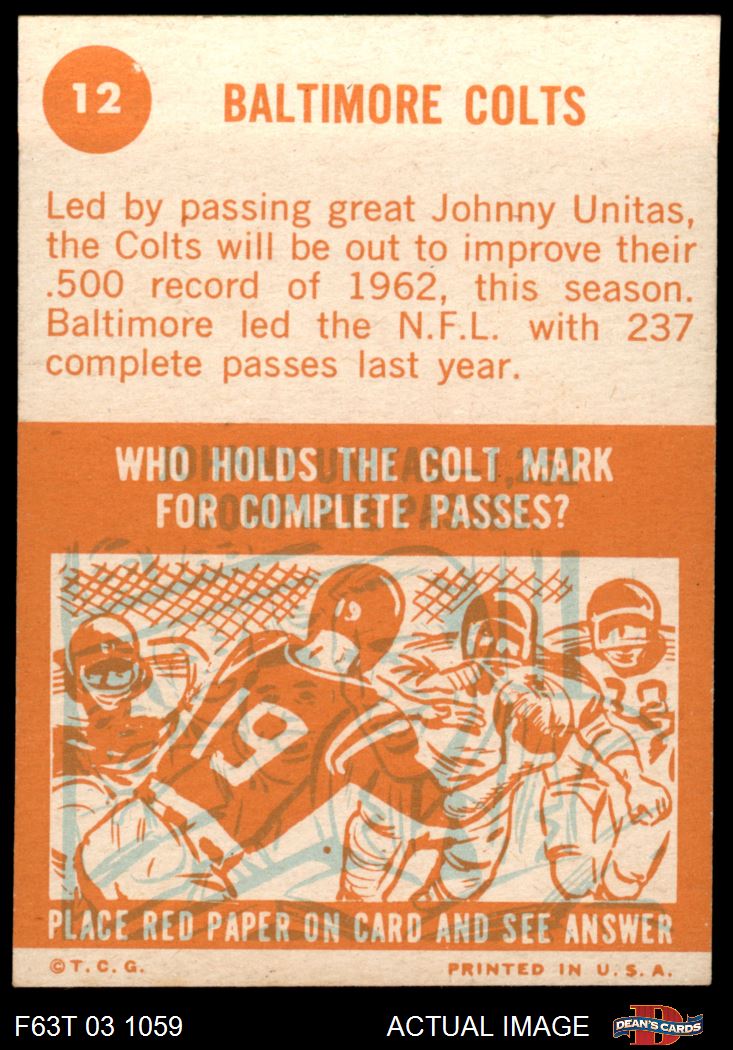 12
BALTIMORE COLTS
Led by passing great Johnny Unitas,
the Colts will be out to improve their
.500 record of 1962, this season.
Baltimore led the N.F.L. with 237
complete passes last year.
WHO HOLDS THE COLT MARK
FOR COMPLETE PASSES?
9
19
PLACE RED PAPER ON CARD AND SEE ANSWER
©T.C.G.
PRINTED IN U.S.A.
F63T 03 1059
ACTUAL IMAGE
D
DEAN'S CARDS